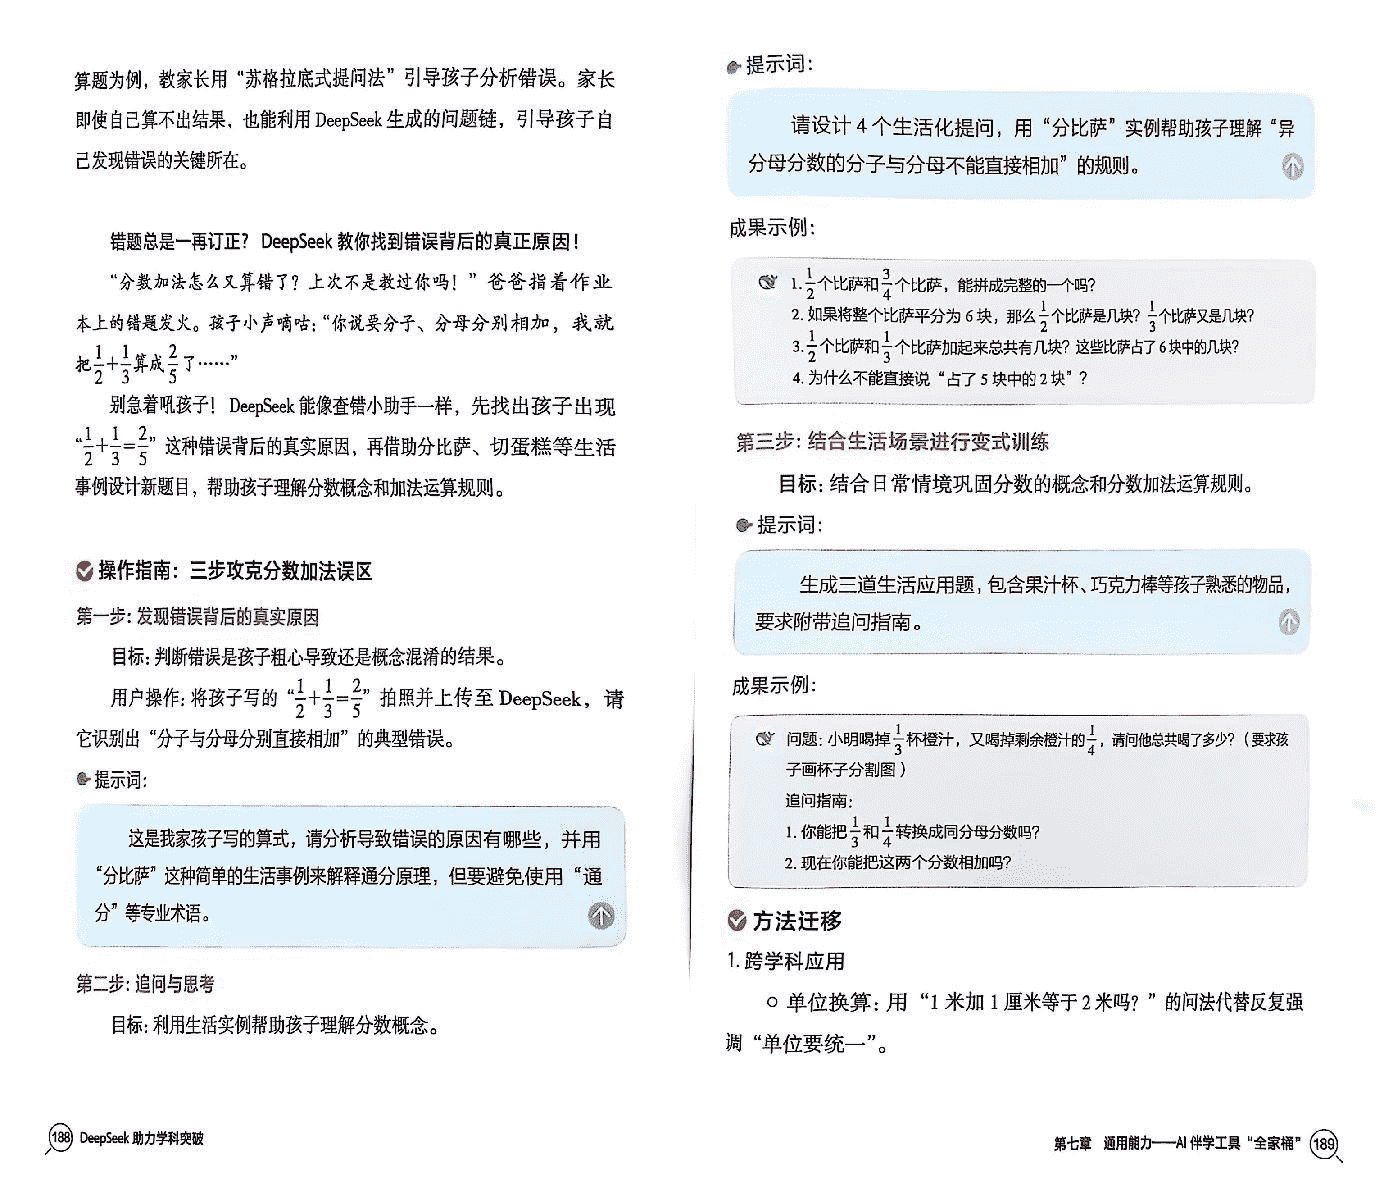 算题为例，教家长用“苏格拉底式提问法”引导孩子分析错误。家长
即使自己算不出结果，也能利用 DeepSeek 生成的问题链，引导孩子自
己发现错误的关键所在。
错题总是一再订正？DeepSeek 教你找到错误背后的真正原因！
“分数加法怎么又算错了？上次不是教过你吗！”爸爸指着作业
本上的错题发火。孩子小声嘀咕：“你说要分子、分母分别相加，我就
把1/2+1/3算成2/5了……”
别急着吼孩子！DeepSeek 能像查错小助手一样，先找出孩子出现
“1/2+1/3=2/5”这种错误背后的真实原因，再借助分比萨、切蛋糕等生活
事例设计新题目，帮助孩子理解分数概念和加法运算规则。
操作指南：三步攻克分数加法误区
第一步：发现错误背后的真实原因
目标：判断错误是孩子粗心导致还是概念混淆的结果。
用户操作：将孩子写的“1/2+1/3=2/5”拍照并上传至 DeepSeek，请
它识别出“分子与分母分别直接相加”的典型错误。
提示词：
这是我家孩子写的算式，请分析导致错误的原因有哪些，并用
“分比萨”这种简单的生活事例来解释通分原理，但要避免使用“通
分”等专业术语。
第二步：追问与思考
目标：利用生活实例帮助孩子理解分数概念。
188 DeepSeek 助力学科突破
提示词：
请设计 4 个生活化提问，用“分比萨”实例帮助孩子理解“异
分母分数的分子与分母不能直接相加”的规则。
成果示例：
1. 1/2个比萨和3/4个比萨，能拼成完整的一个吗？
2. 如果将整个比萨平分为 6 块，那么1/2个比萨是几块？1/3个比萨又是几块？
3. 1/2个比萨和1/3个比萨加起来总共有几块？这些比萨占了 6 块中的几块？
4. 为什么不能直接说“占了 5 块中的 2 块”？
第三步：结合生活场景进行变式训练
目标：结合日常情境巩固分数的概念和分数加法运算规则。
提示词：
生成三道生活应用题，包含果汁杯、巧克力棒等孩子熟悉的物品，
要求附带追问指南。
成果示例：
问题：小明喝掉1/3杯橙汁，又喝掉剩余橙汁的1/4，请问他总共喝了多少？（要求孩
子画杯子分割图）
追问指南：
1. 你能把1/3和1/4转换成同分母分数吗？
2. 现在你能把这两个分数相加吗？
方法迁移
1. 跨学科应用
○ 单位换算：用“1 米加 1 厘米等于 2 米吗？”的问法代替反复强
调“单位要统一”。
第七章 通用能力——AI 伴学工具“全家桶” 189